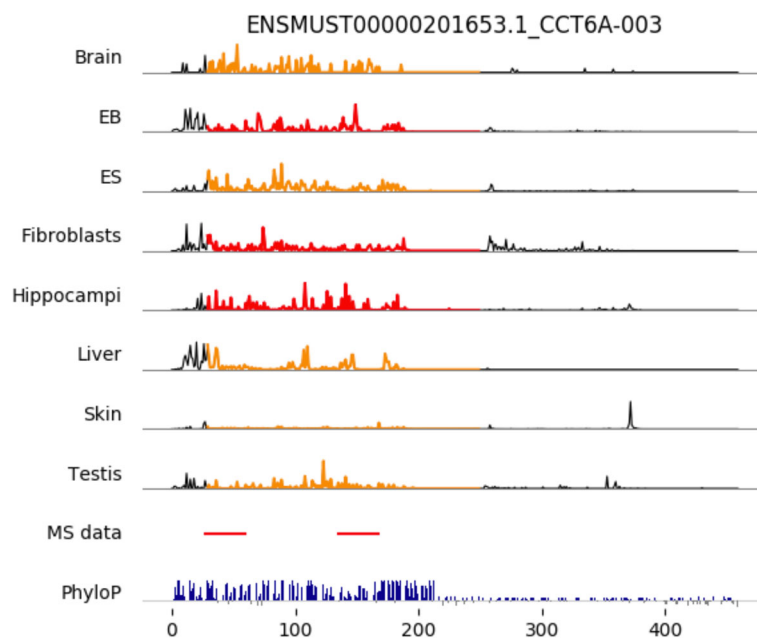 ENSMUST00000201653.1_CCT6A-003
Brain
EB
ES
Fibroblasts
Hippocampi
Liver
Skin
Testis
MS data
PhyloP
0 100 200 300 400